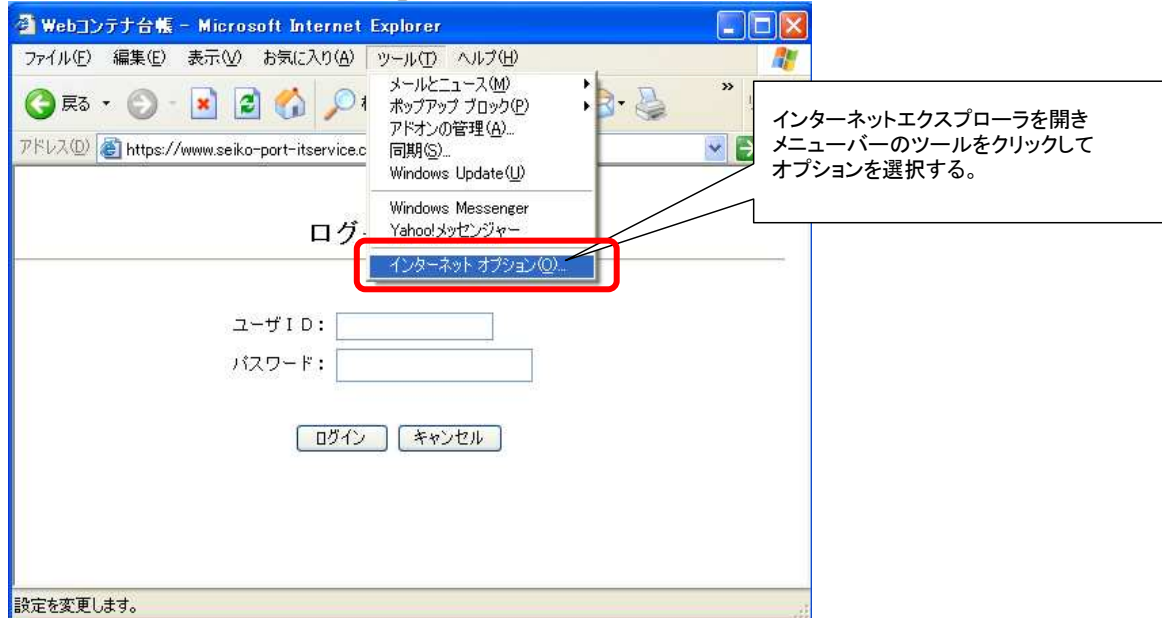 Webコンテナ台帳 - Microsoft Internet Explorer
ファイル(F) 編集(E) 表示(V) お気に入り(A) ツール(T) ヘルプ(H)
戻る
メールとニュース(M)
ポップアップ ブロック(P)
アドオンの管理(A)...
同期(S)...
Windows Update(U)
Windows Messenger
Yahoo!メッセンジャー
インターネット オプション(O)...
アドレス(D) https://www.seiko-port-itservice.c
インターネットエクスプローラを開き
メニューバーのツールをクリックして
オプションを選択する。
ログ
ユーザID:
パスワード:
ログイン キャンセル
設定を変更します。